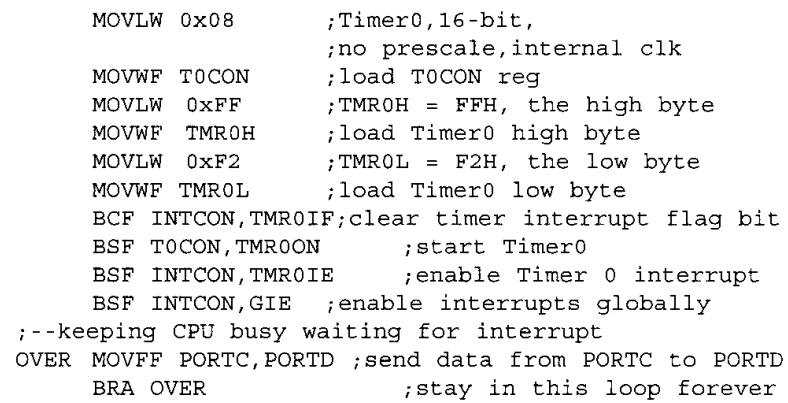 MOVLW 0x08 ;Timer0,16-bit,
;no prescale,internal clk
MOVWF T0CON ;load T0CON reg
MOVLW 0xFF ;TMR0H = FFH, the high byte
MOVWF TMR0H ;load Timer0 high byte
MOVLW 0xF2 ;TMR0L = F2H, the low byte
MOVWF TMR0L ;load Timer0 low byte
BCF INTCON,TMR0IF;clear timer interrupt flag bit
BSF T0CON,TMR0ON ;start Timer0
BSF INTCON,TMR0IE ;enable Timer 0 interrupt
BSF INTCON,GIE ;enable interrupts globally
;--keeping CPU busy waiting for interrupt
OVER MOVFF PORTC,PORTD ;send data from PORTC to PORTD
BRA OVER ;stay in this loop forever